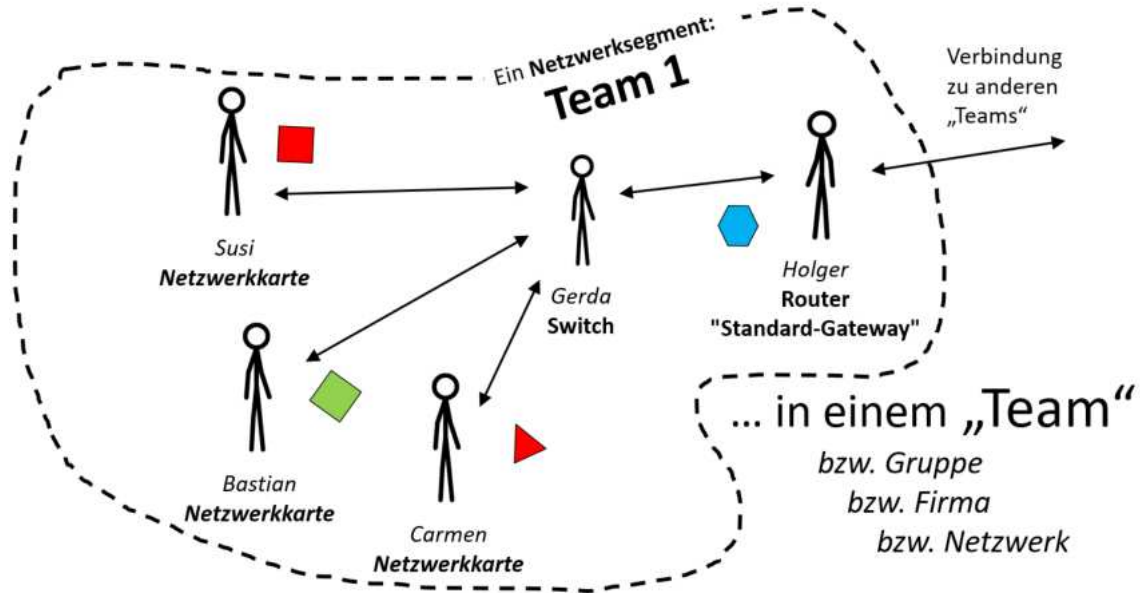 Ein Netzwerksegment:
Team 1
Verbindung
zu anderen
„Teams“
Susi
Netzwerkkarte
Gerda
Switch
Holger
Router
"Standard-Gateway"
Bastian
Netzwerkkarte
Carmen
Netzwerkkarte
... in einem „Team“
bzw. Gruppe
bzw. Firma
bzw. Netzwerk